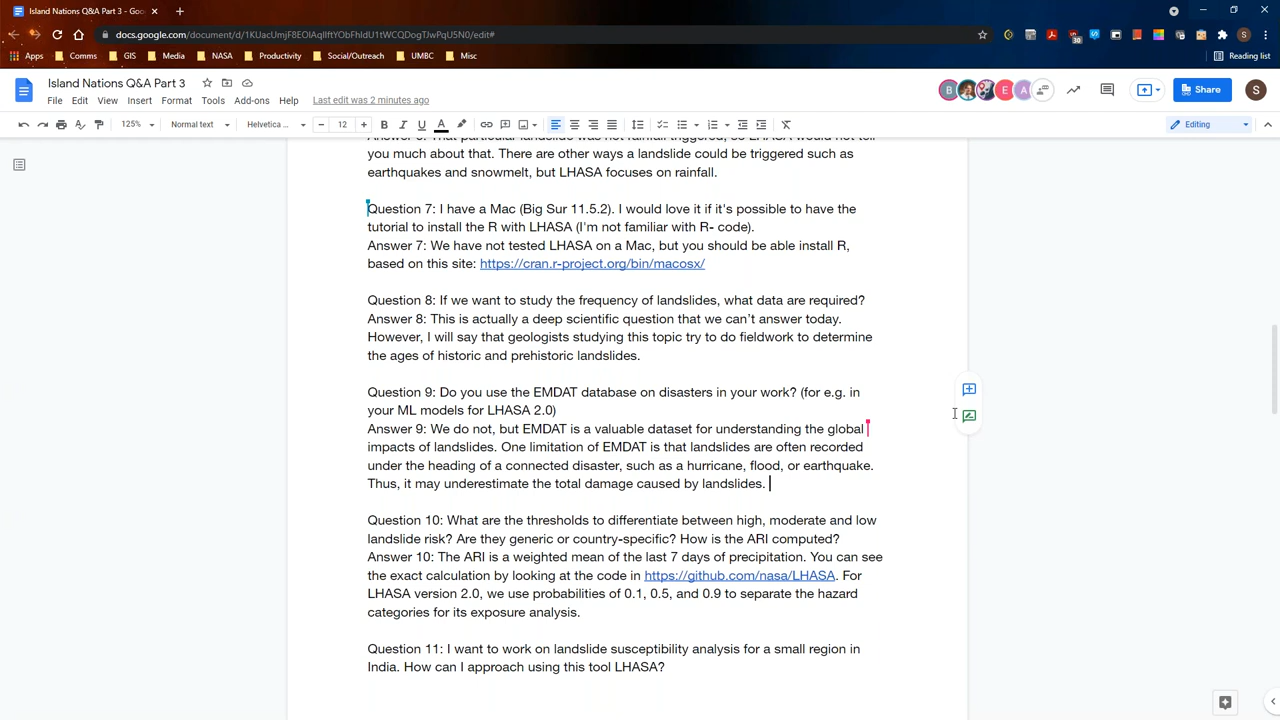 Island Nations Q&A Part 3 - Goo
docs.google.com/document/d/1KUacUmjF8EOIAqIlftYObFhldU1tWCQDogTJwPqU5N0/edit#
Apps
Comms
GIS
Media
NASA
Productivity
Social/Outreach
UMBC
Misc
Reading list
Island Nations Q&A Part 3
File Edit View Insert Format Tools Add-ons Help
Last edit was 2 minutes ago
Share
125%
Normal text
Helvetica ...
12
Editing
you much about that. There are other ways a landslide could be triggered such as
earthquakes and snowmelt, but LHASA focuses on rainfall.
Question 7: I have a Mac (Big Sur 11.5.2). I would love it if it's possible to have the
tutorial to install the R with LHASA (I'm not familiar with R- code).
Answer 7: We have not tested LHASA on a Mac, but you should be able install R,
based on this site: https://cran.r-project.org/bin/macosx/
Question 8: If we want to study the frequency of landslides, what data are required?
Answer 8: This is actually a deep scientific question that we can't answer today.
However, I will say that geologists studying this topic try to do fieldwork to determine
the ages of historic and prehistoric landslides.
Question 9: Do you use the EMDAT database on disasters in your work? (for e.g. in
your ML models for LHASA 2.0)
Answer 9: We do not, but EMDAT is a valuable dataset for understanding the global
impacts of landslides. One limitation of EMDAT is that landslides are often recorded
under the heading of a connected disaster, such as a hurricane, flood, or earthquake.
Thus, it may underestimate the total damage caused by landslides.
Question 10: What are the thresholds to differentiate between high, moderate and low
landslide risk? Are they generic or country-specific? How is the ARI computed?
Answer 10: The ARI is a weighted mean of the last 7 days of precipitation. You can see
the exact calculation by looking at the code in https://github.com/nasa/LHASA. For
LHASA version 2.0, we use probabilities of 0.1, 0.5, and 0.9 to separate the hazard
categories for its exposure analysis.
Question 11: I want to work on landslide susceptibility analysis for a small region in
India. How can I approach using this tool LHASA?